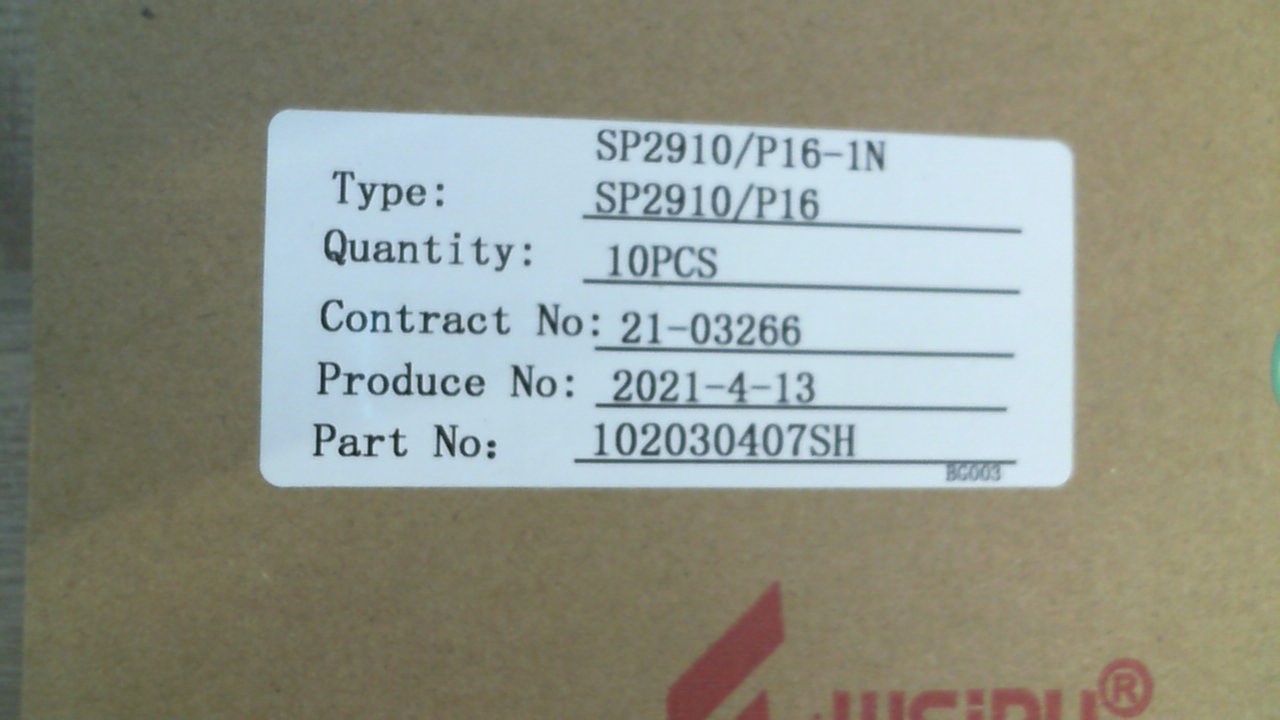 SP2910/P16-1N
Type: SP2910/P16
Quantity: 10PCS
Contract No: 21-03266
Produce No: 2021-4-13
Part No: 102030407SH
BG003